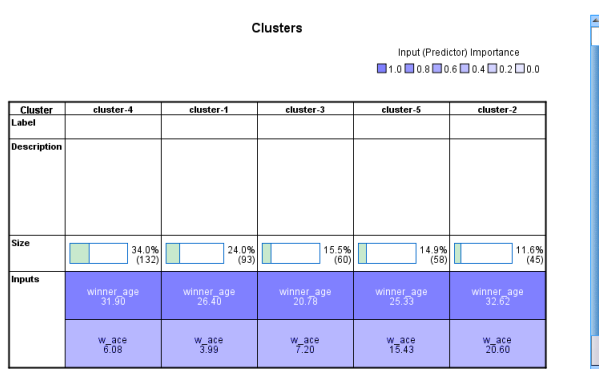 Clusters
Input (Predictor) Importance
1.0 0.8 0.6 0.4 0.2 0.0
Cluster cluster-4 cluster-1 cluster-3 cluster-5 cluster-2
Label
Description
Size 34.0% 24.0% 15.5% 14.9% 11.6%
(132) (93) (60) (58) (45)
Inputs
winner_age winner_age winner_age winner_age winner_age
31.90 26.40 20.78 25.33 32.62
w_ace w_ace w_ace w_ace w_ace
6.08 3.99 7.20 15.43 20.60